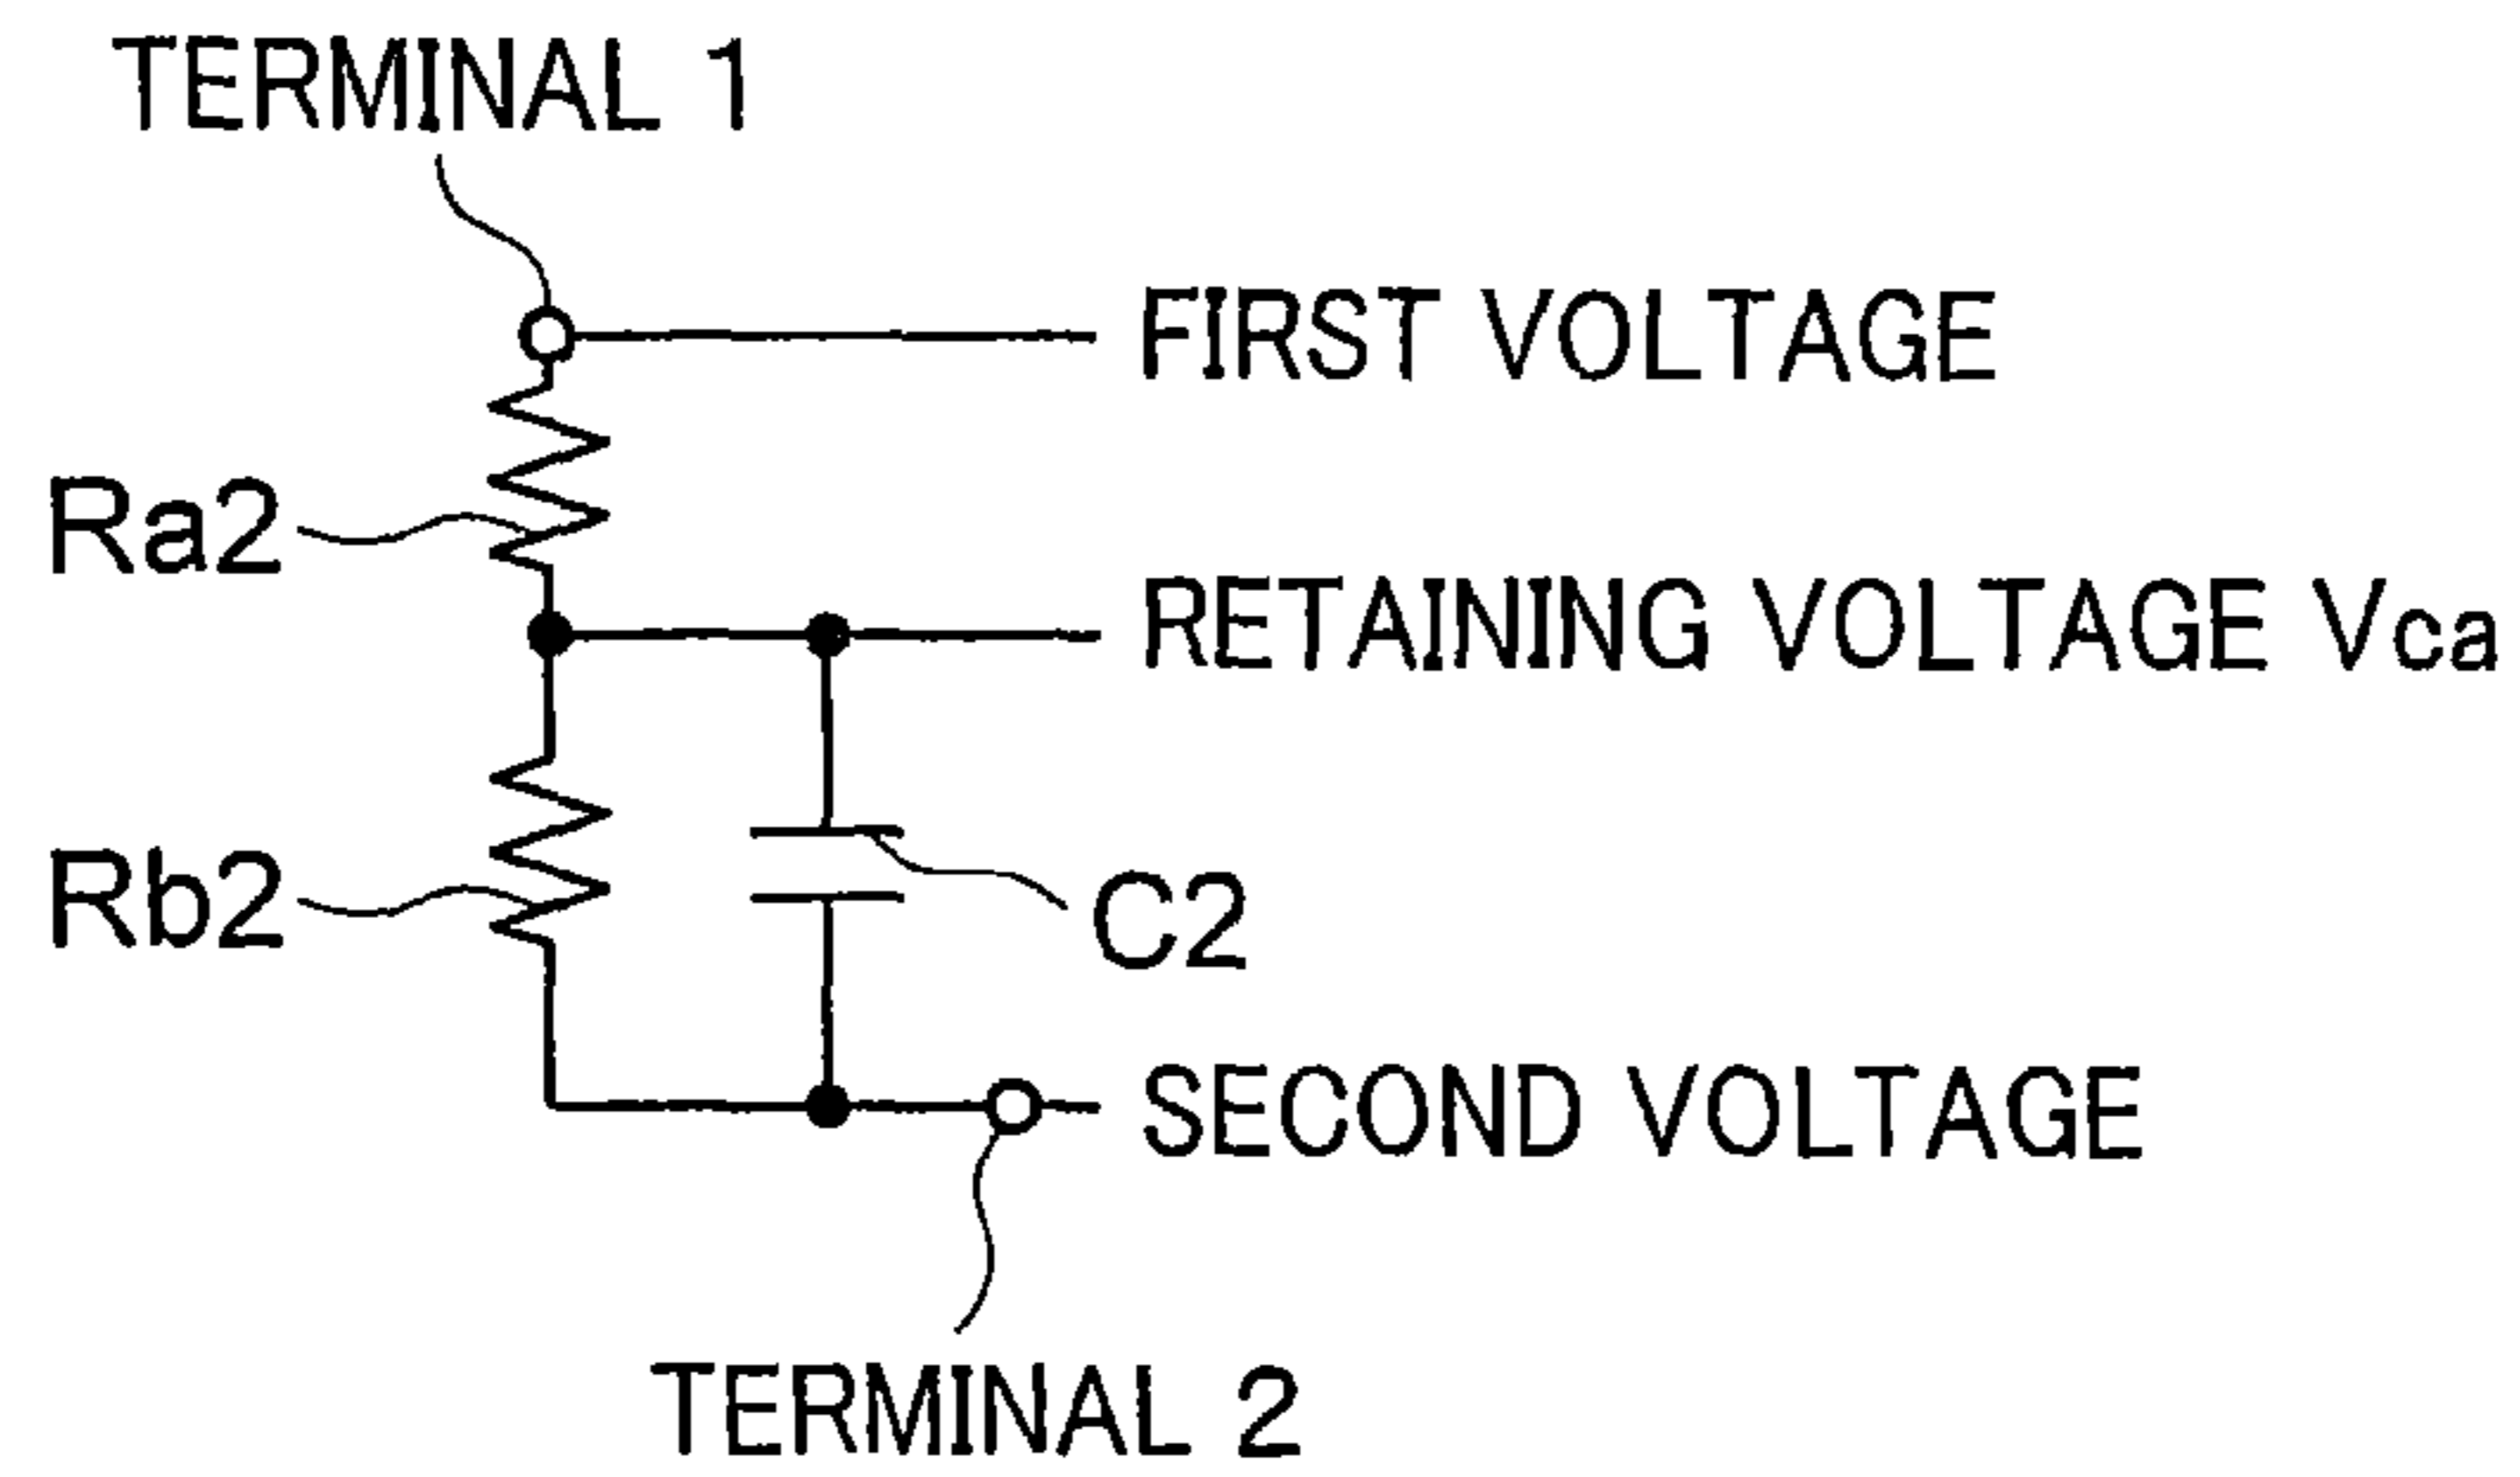 TERMINAL 1
FIRST VOLTAGE
Ra2
RETAINING VOLTAGE Vca
Rb2
C2
SECOND VOLTAGE
TERMINAL 2